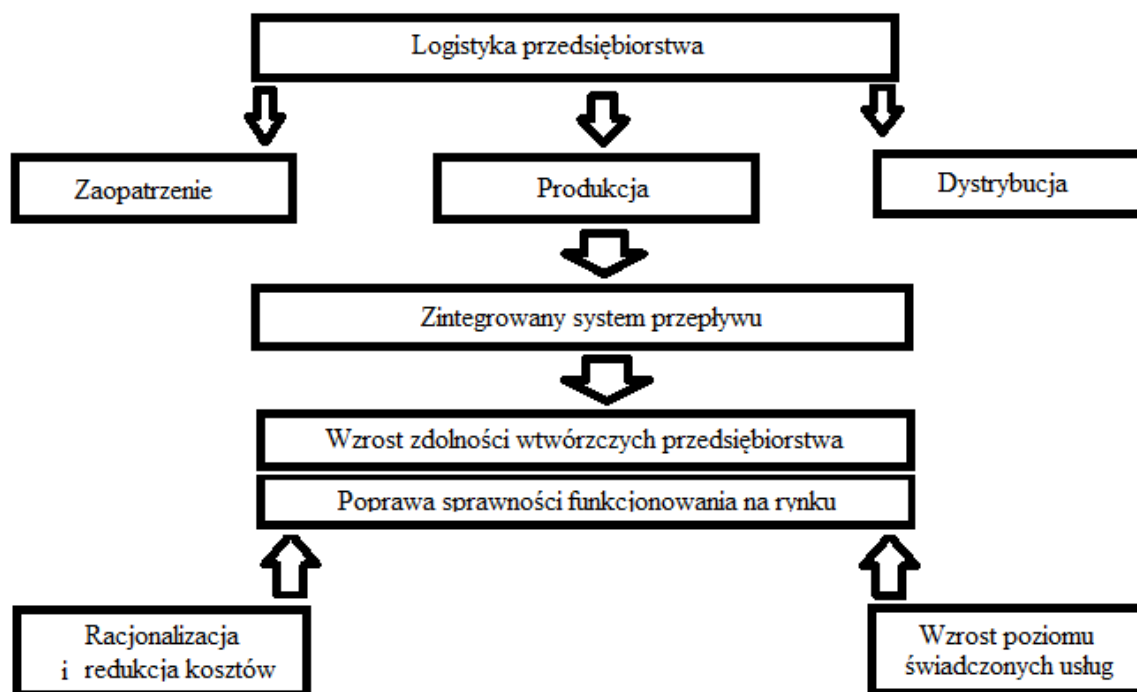 Logistyka przedsiębiorstwa
Zaopatrzenie
Produkcja
Dystrybucja
Zintegrowany system przepływu
Wzrost zdolności wtwórzczych przedsiębiorstwa
Poprawa sprawności funkcjonowania na rynku
Racjonalizacja
i redukcja kosztów
Wzrost poziomu
świadczonych usług